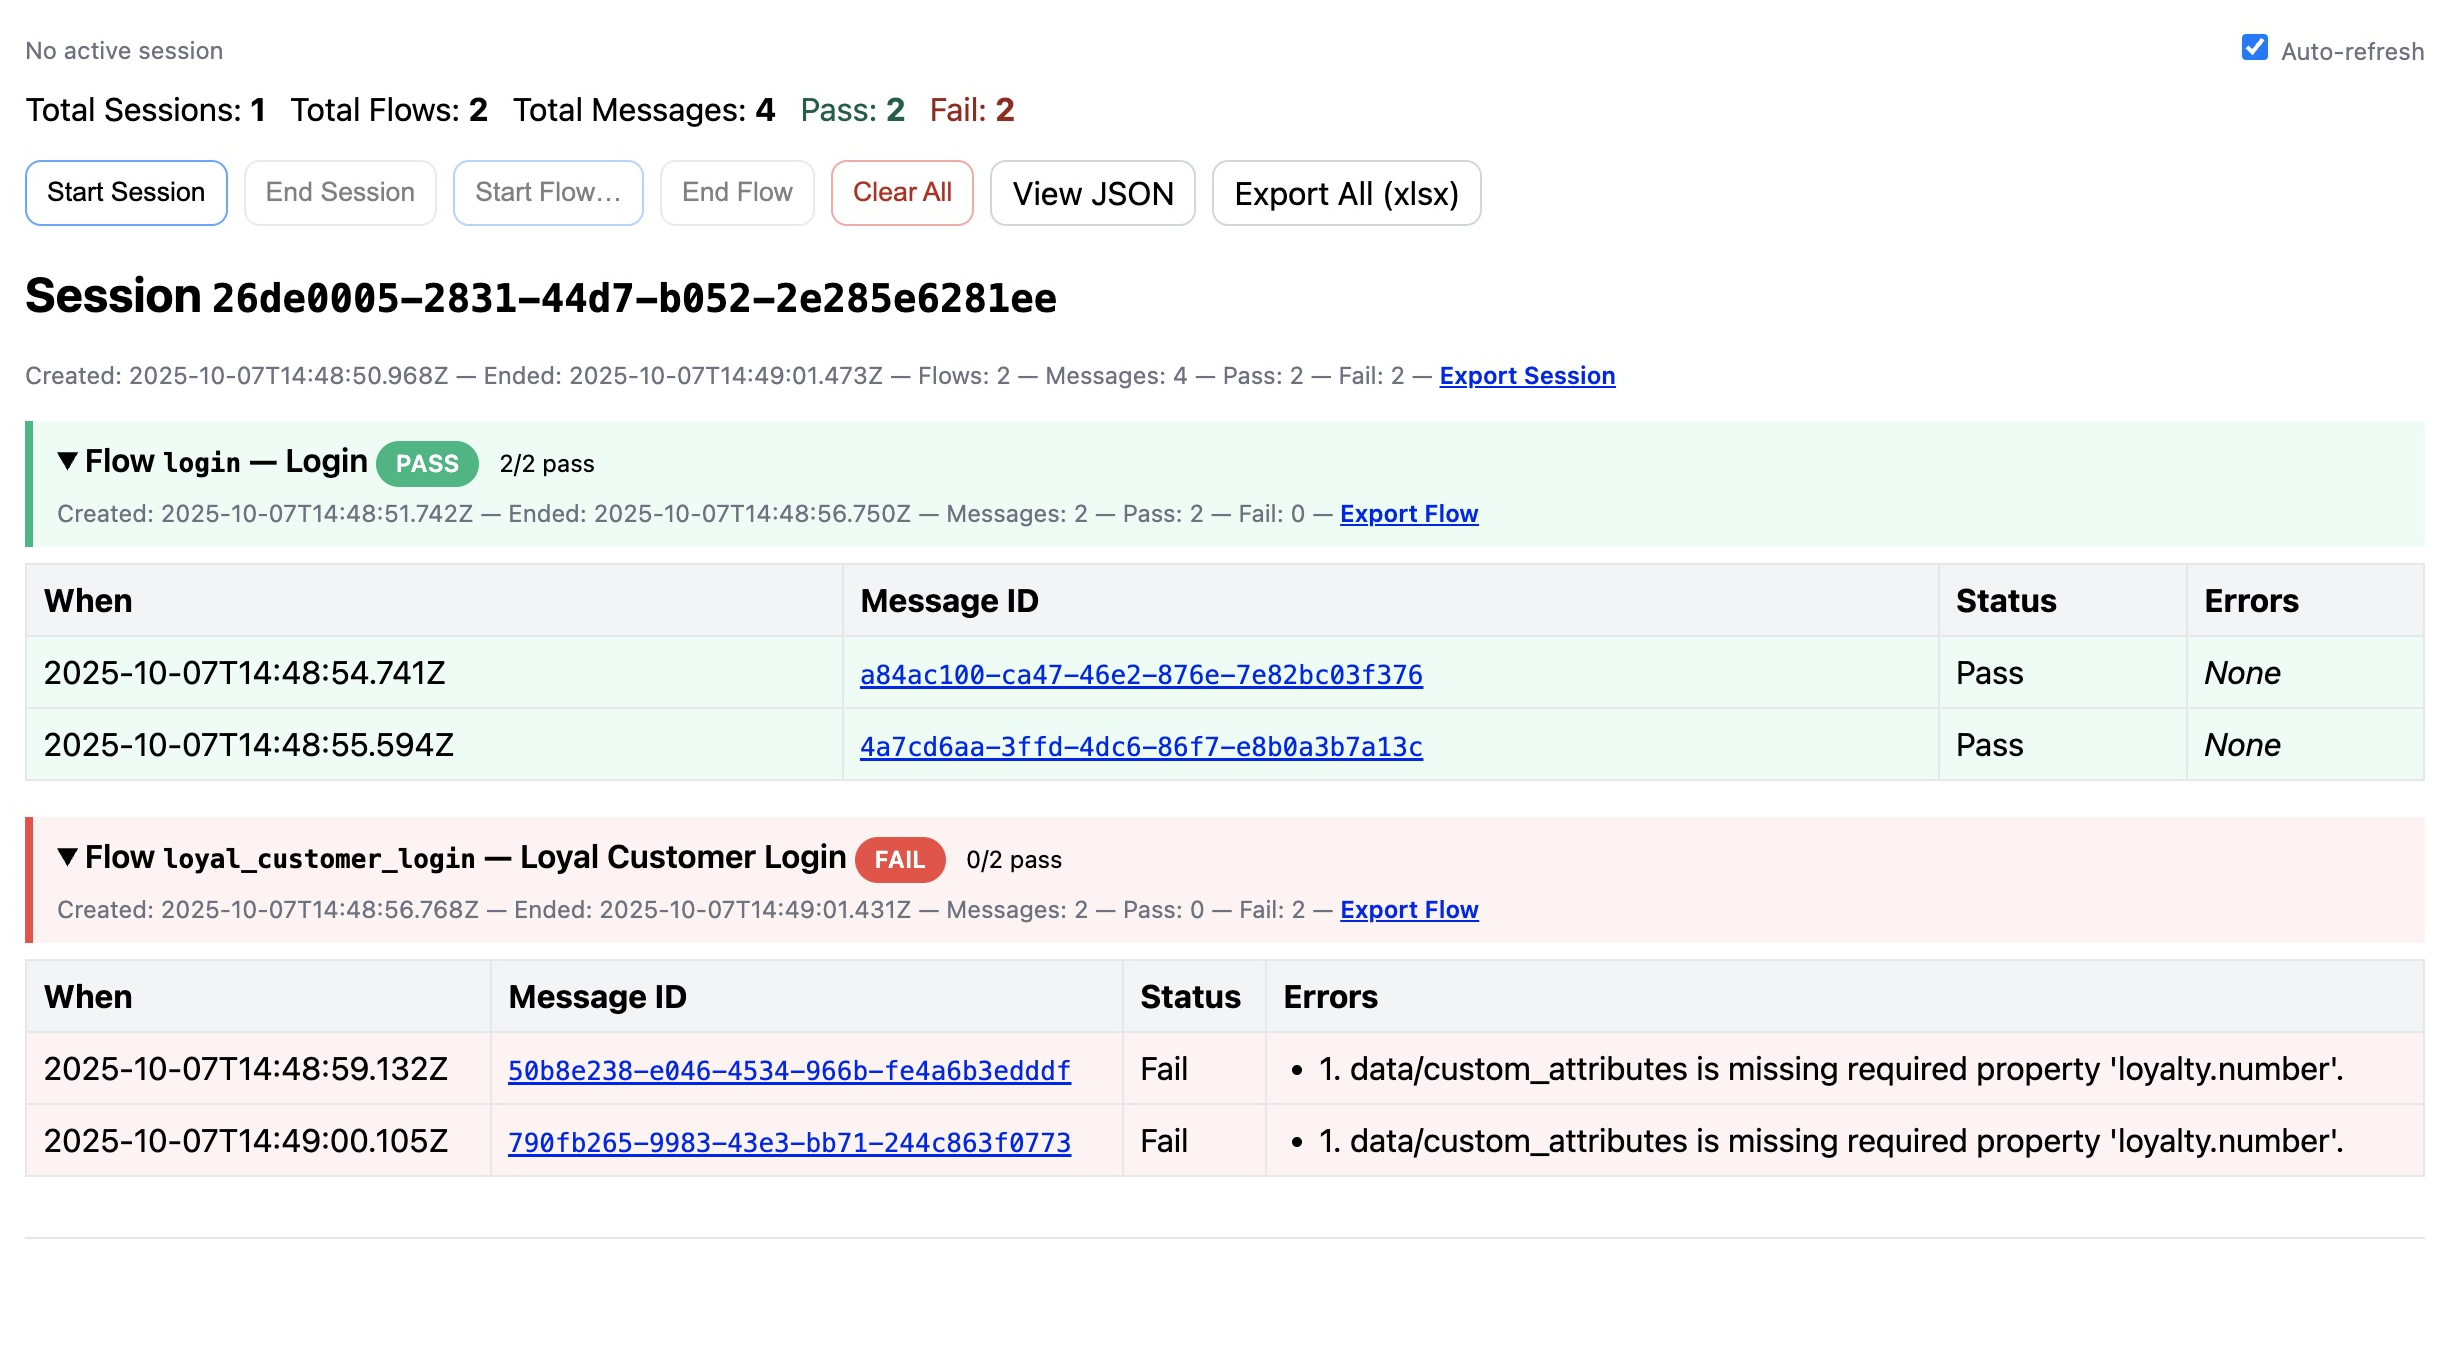 No active session
Auto-refresh
Total Sessions: 1 Total Flows: 2 Total Messages: 4 Pass: 2 Fail: 2
Start Session End Session Start Flow… End Flow Clear All View JSON Export All (xlsx)
Session 26de0005-2831-44d7-b052-2e285e6281ee
Created: 2025-10-07T14:48:50.968Z — Ended: 2025-10-07T14:49:01.473Z — Flows: 2 — Messages: 4 — Pass: 2 — Fail: 2 — Export Session
▼ Flow login — Login PASS 2/2 pass
Created: 2025-10-07T14:48:51.742Z — Ended: 2025-10-07T14:48:56.750Z — Messages: 2 — Pass: 2 — Fail: 0 — Export Flow
When Message ID Status Errors
2025-10-07T14:48:54.741Z a84ac100-ca47-46e2-876e-7e82bc03f376 Pass None
2025-10-07T14:48:55.594Z 4a7cd6aa-3ffd-4dc6-86f7-e8b0a3b7a13c Pass None
▼ Flow loyal_customer_login — Loyal Customer Login FAIL 0/2 pass
Created: 2025-10-07T14:48:56.768Z — Ended: 2025-10-07T14:49:01.431Z — Messages: 2 — Pass: 0 — Fail: 2 — Export Flow
When Message ID Status Errors
2025-10-07T14:48:59.132Z 50b8e238-e046-4534-966b-fe4a6b3edddf Fail • 1. data/custom_attributes is missing required property 'loyalty.number'.
2025-10-07T14:49:00.105Z 790fb265-9983-43e3-bb71-244c863f0773 Fail • 1. data/custom_attributes is missing required property 'loyalty.number'.